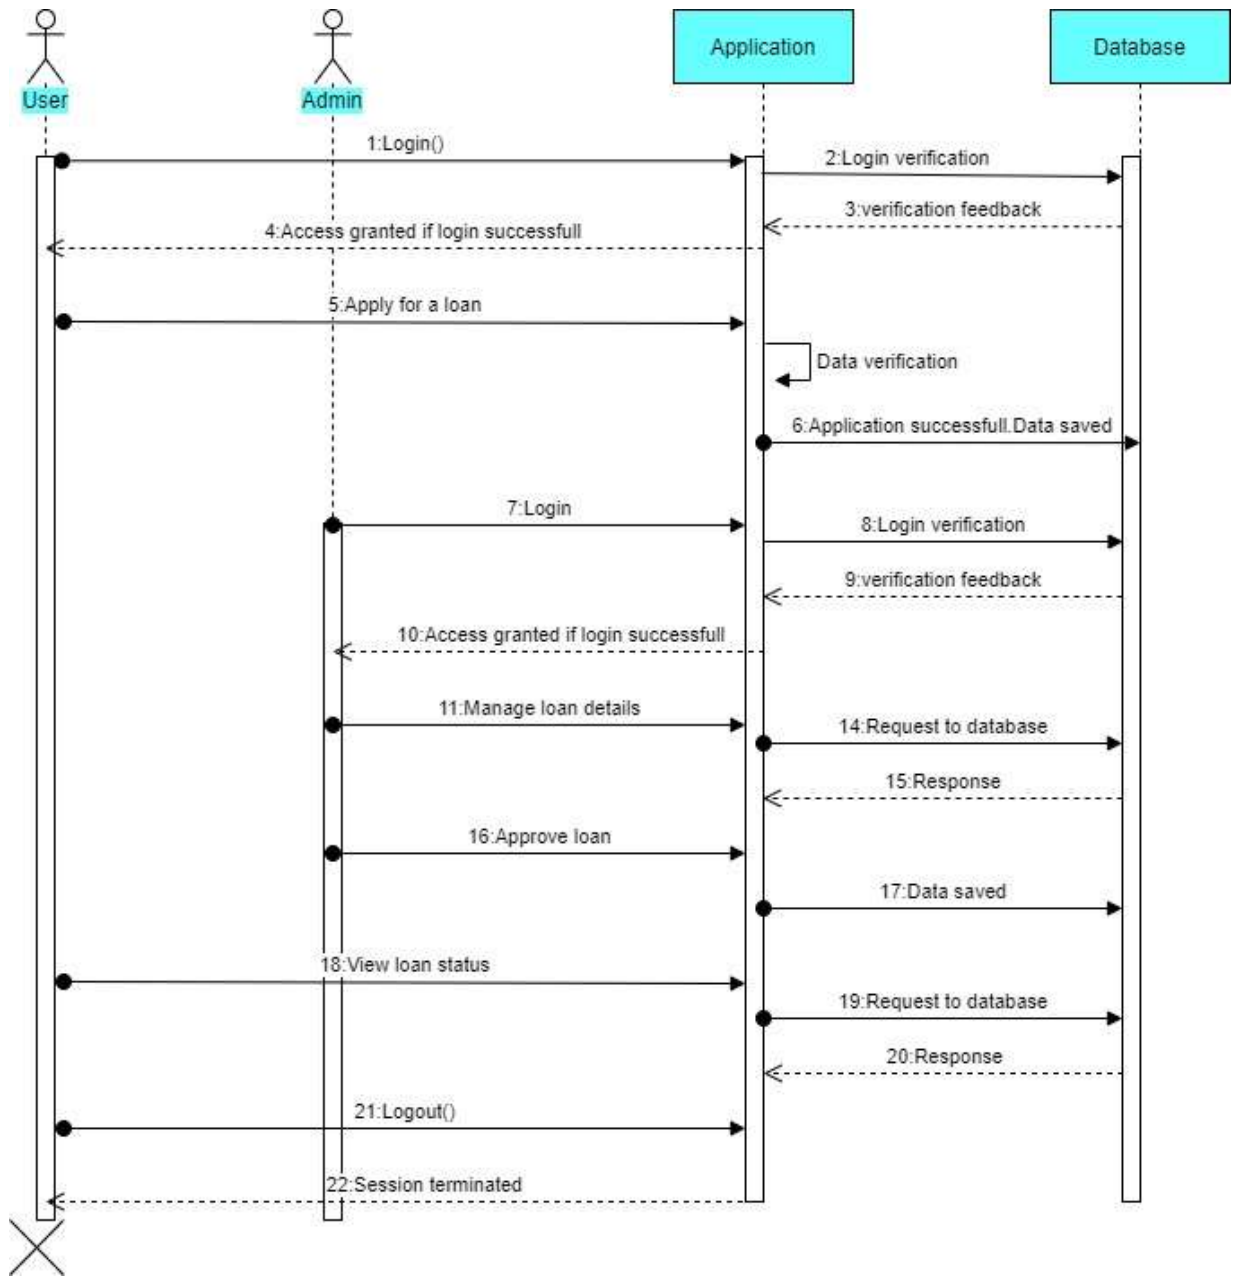 User
Admin
Application
Database
1:Login()
2:Login verification
3:verification feedback
4:Access granted if login successfull
5:Apply for a loan
Data verification
6:Application successfull.Data saved
7:Login
8:Login verification
9:verification feedback
10:Access granted if login successfull
11:Manage loan details
14:Request to database
15:Response
16:Approve loan
17:Data saved
18:View loan status
19:Request to database
20:Response
21:Logout()
22:Session terminated